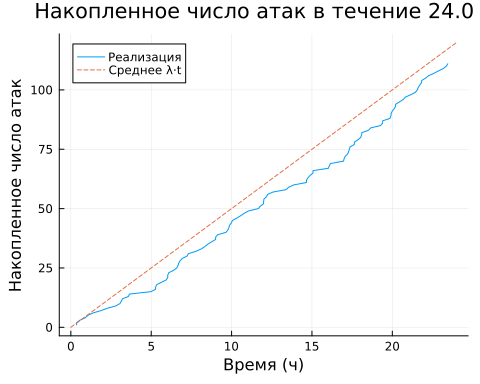 Накопленное число атак в течение 24.0
Реализация
Среднее λ·t
Накопленное число атак
100
75
50
25
0
0
5
10
15
20
Время (ч)